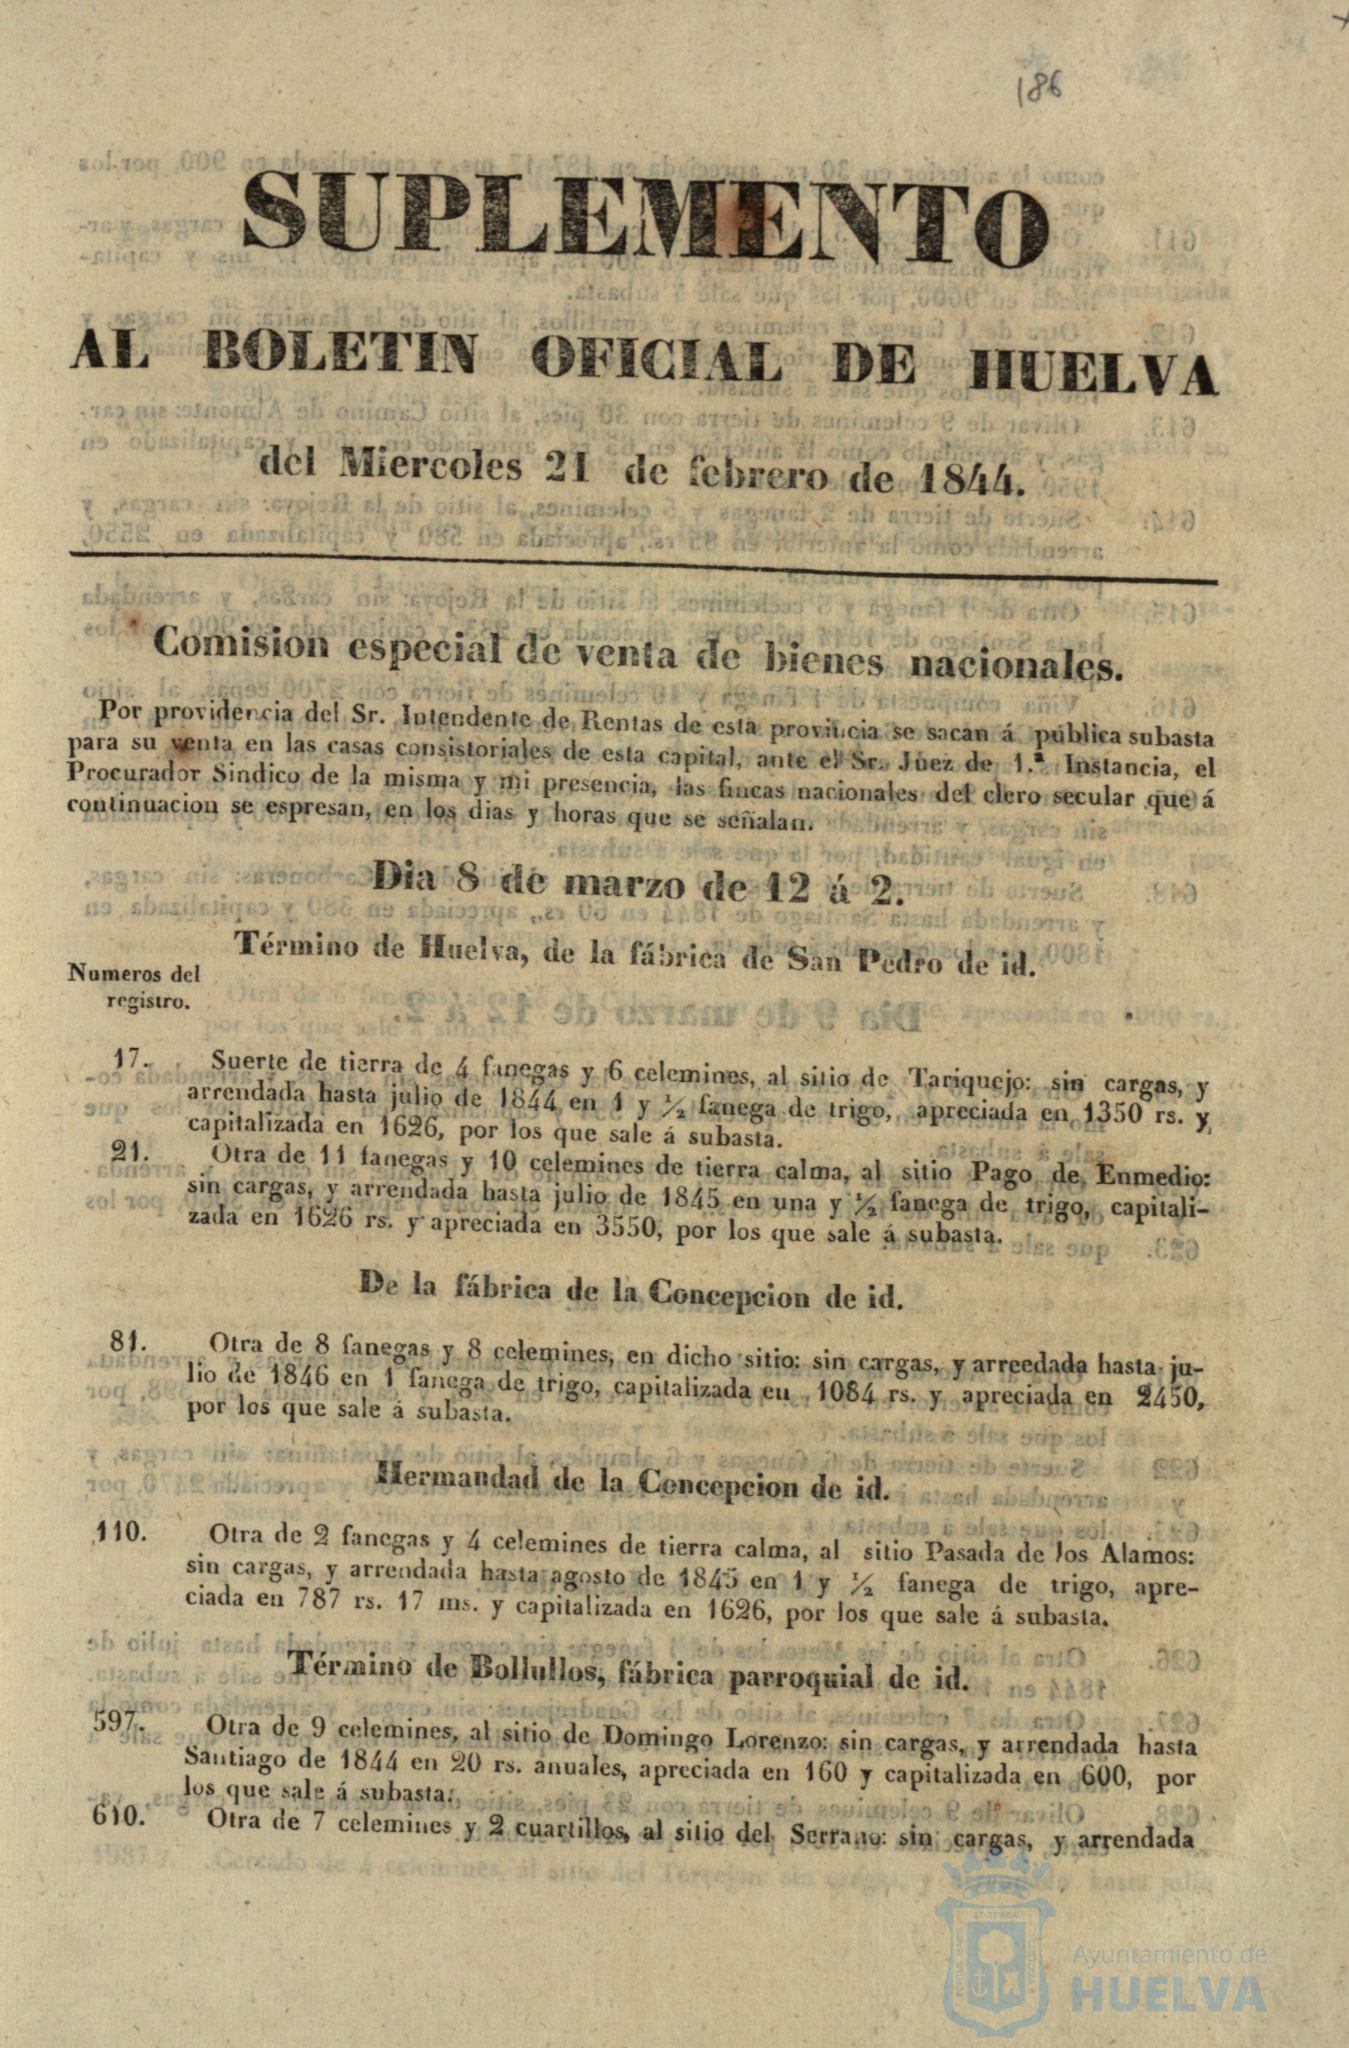 186
SUPLEMENTO
AL BOLETIN OFICIAL DE HUELVA
del Miercoles 21 de febrero de 1844.
Comision especial de venta de bienes nacionales.
Por providencia del Sr. Intendente de Rentas de esta provincia se sacan á pública subasta
para su venta en las casas consistoriales de esta capital, ante el Sr. Juez de 1.ª Instancia, el
Procurador Sindico de la misma y mi presencia, las fincas nacionales del clero secular que á
continuacion se espresan, en los dias y horas que se señalan.
Dia 8 de marzo de 12 á 2.
Término de Huelva, de la fábrica de San Pedro de id.
Numeros del
registro.
17. Suerte de tierra de 4 fanegas y 6 celemines, al sitio de Tariquejo: sin cargas, y
arrendada hasta julio de 1844 en 1 y ½ fanega de trigo, apreciada en 1350 rs. y
capitalizada en 1626, por los que sale á subasta.
21. Otra de 11 fanegas y 10 celemines de tierra calma, al sitio Pago de Enmedio:
sin cargas, y arrendada hasta julio de 1845 en una y ½ fanega de trigo, capitali-
zada en 1626 rs. y apreciada en 3550, por los que sale á subasta.
De la fábrica de la Concepcion de id.
81. Otra de 8 fanegas y 8 celemines, en dicho sitio: sin cargas, y arreedada hasta ju-
lio de 1846 en 1 fanega de trigo, capitalizada eu 1084 rs. y apreciada en 2450,
por los que sale á subasta.
Hermandad de la Concepcion de id.
110. Otra de 2 fanegas y 4 celemines de tierra calma, al sitio Pasada de los Alamos:
sin cargas, y arrendada hasta agosto de 1845 en 1 y ½ fanega de trigo, apre-
ciada en 787 rs. 17 ms. y capitalizada en 1626, por los que sale á subasta.
Término de Bollullos, fábrica parroquial de id.
597. Otra de 9 celemines, al sitio de Domingo Lorenzo: sin cargas, y arrendada hasta
Santiago de 1844 en 20 rs. anuales, apreciada en 160 y capitalizada en 600, por
los que sale á subasta.
610. Otra de 7 celemines y 2 cuartillos, al sitio del Serrano: sin cargas, y arrendada
Ayuntamiento de
HUELVA